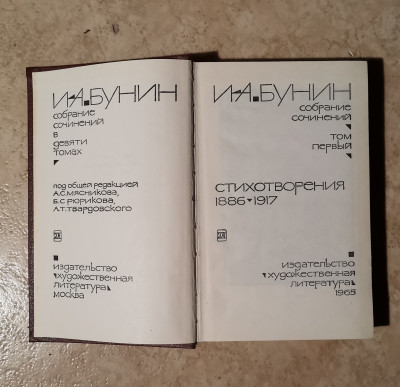 И·А·БУНИН
собрание
сочинений
в
девяти
томах
под общей редакцией
А.С.Мясникова,
Б.С.Рюрикова,
А.Т.Твардовского
издательство
художественная
литература
москва
И·А·БУНИН
собрание
сочинений
том
первый
стихотворения
1886-1917
издательство
художественная
литература
1965